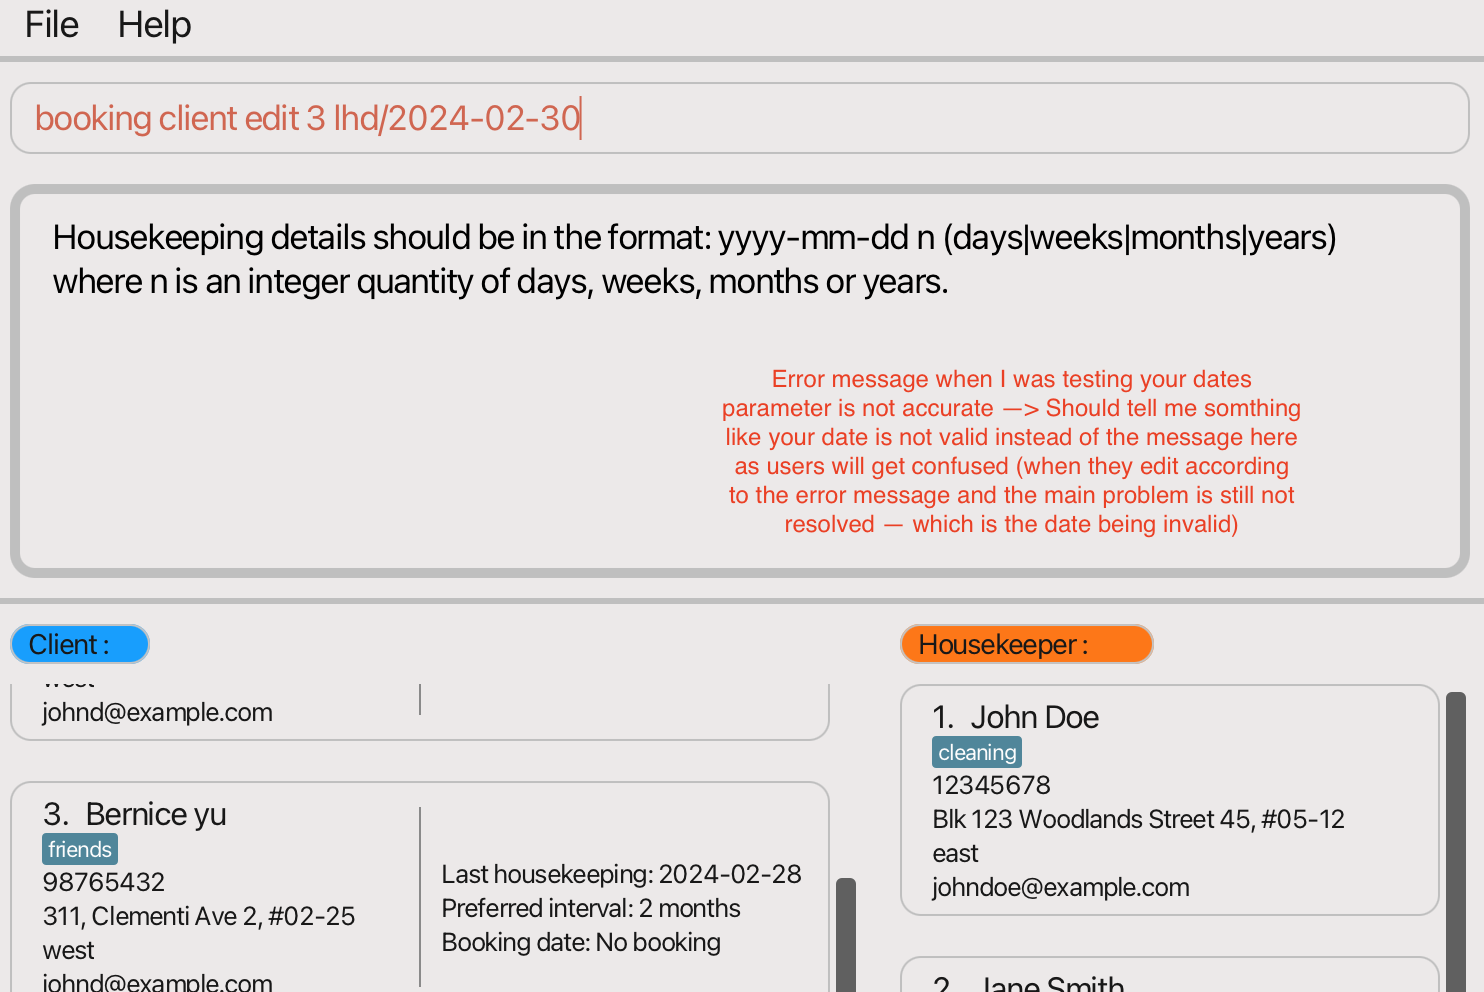 File Help
booking client edit 3 lhd/2024-02-30
Housekeeping details should be in the format: yyyy-mm-dd n (days|weeks|months|years)
where n is an integer quantity of days, weeks, months or years.
Error message when I was testing your dates
parameter is not accurate —> Should tell me somthing
like your date is not valid instead of the message here
as users will get confused (when they edit according
to the error message and the main problem is still not
resolved — which is the date being invalid)
Client :
west
johnd@example.com
3. Bernice yu
friends
98765432
311, Clementi Ave 2, #02-25
west
johnd@example.com
Last housekeeping: 2024-02-28
Preferred interval: 2 months
Booking date: No booking
Housekeeper :
1. John Doe
cleaning
12345678
Blk 123 Woodlands Street 45, #05-12
east
johndoe@example.com
2. Jane Smith